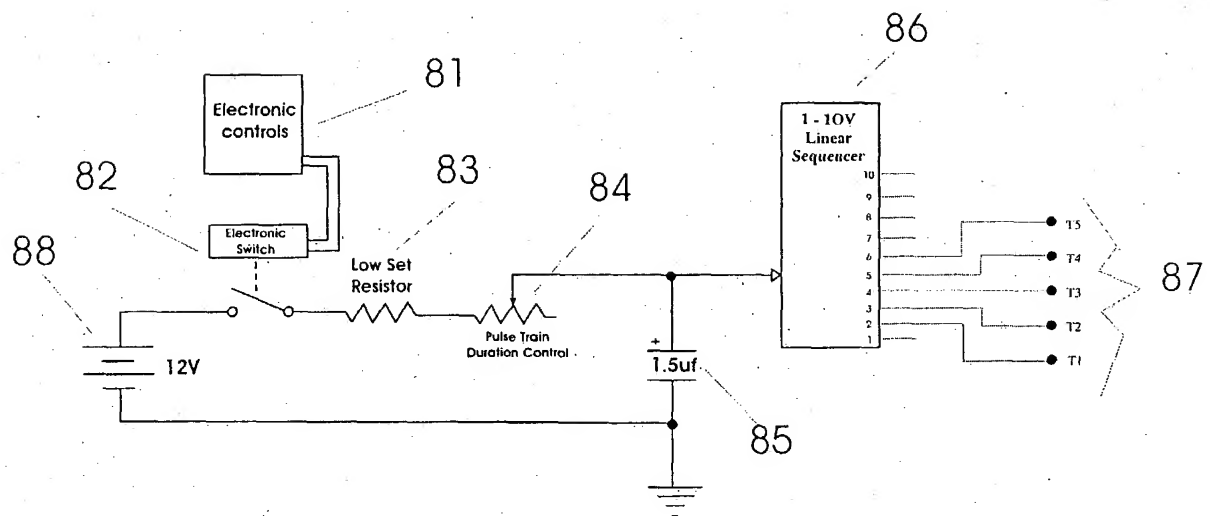 86
81
Electronic
controls
1 - 10V
Linear
Sequencer
10
9
8
7
6
5
4
3
2
1
82
83
84
88
Electronic
Switch
Low Set
Resistor
T5
T4
T3
T2
T1
87
Pulse Train
Duration Control
12V
+
1.5uf
85